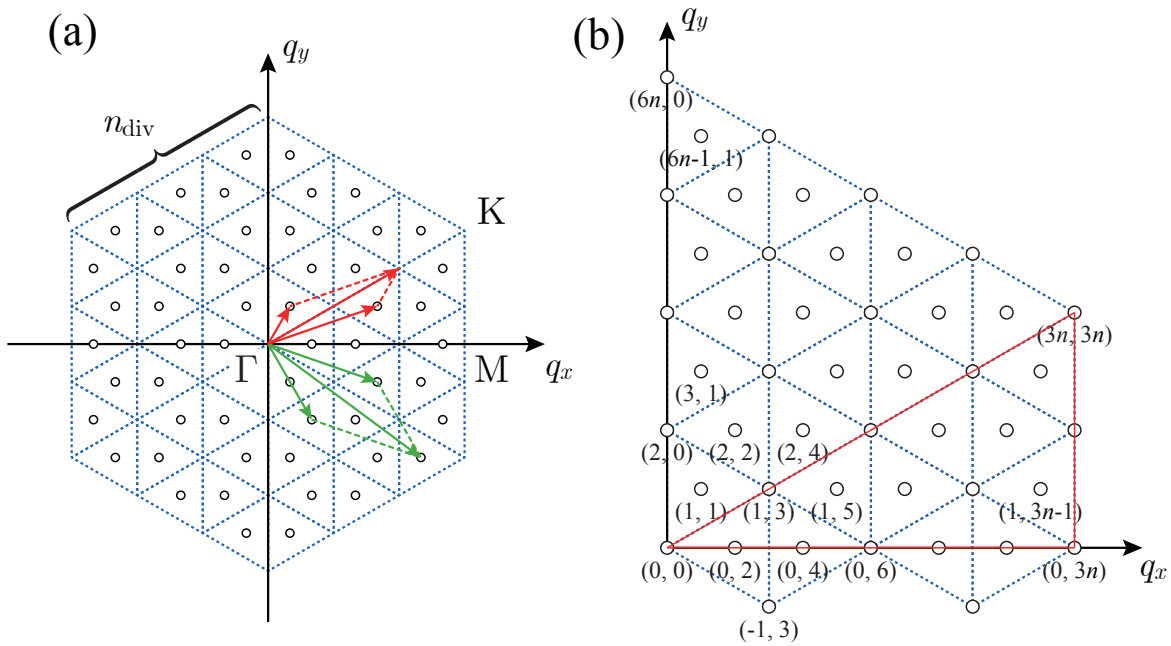 (a)
q_y
n_div
K
Γ
M
q_x
(b)
q_y
(6n, 0)
(6n-1, 1)
(3n, 3n)
(3, 1)
(2, 0) (2, 2) (2, 4)
(1, 1) (1, 3) (1, 5) (1, 3n-1)
(0, 0) (0, 2) (0, 4) (0, 6) (0, 3n) q_x
(-1, 3)